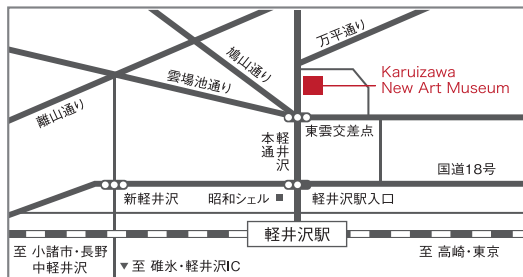 万平通り
鳩山通り
雲場池通り
離山通り
Karuizawa
New Art Museum
軽井沢
本通
東雲交差点
国道18号
新軽井沢
昭和シェル
軽井沢駅入口
軽井沢駅
至 小諸市・長野
中軽井沢
至 高崎・東京
▼至 碓氷・軽井沢IC